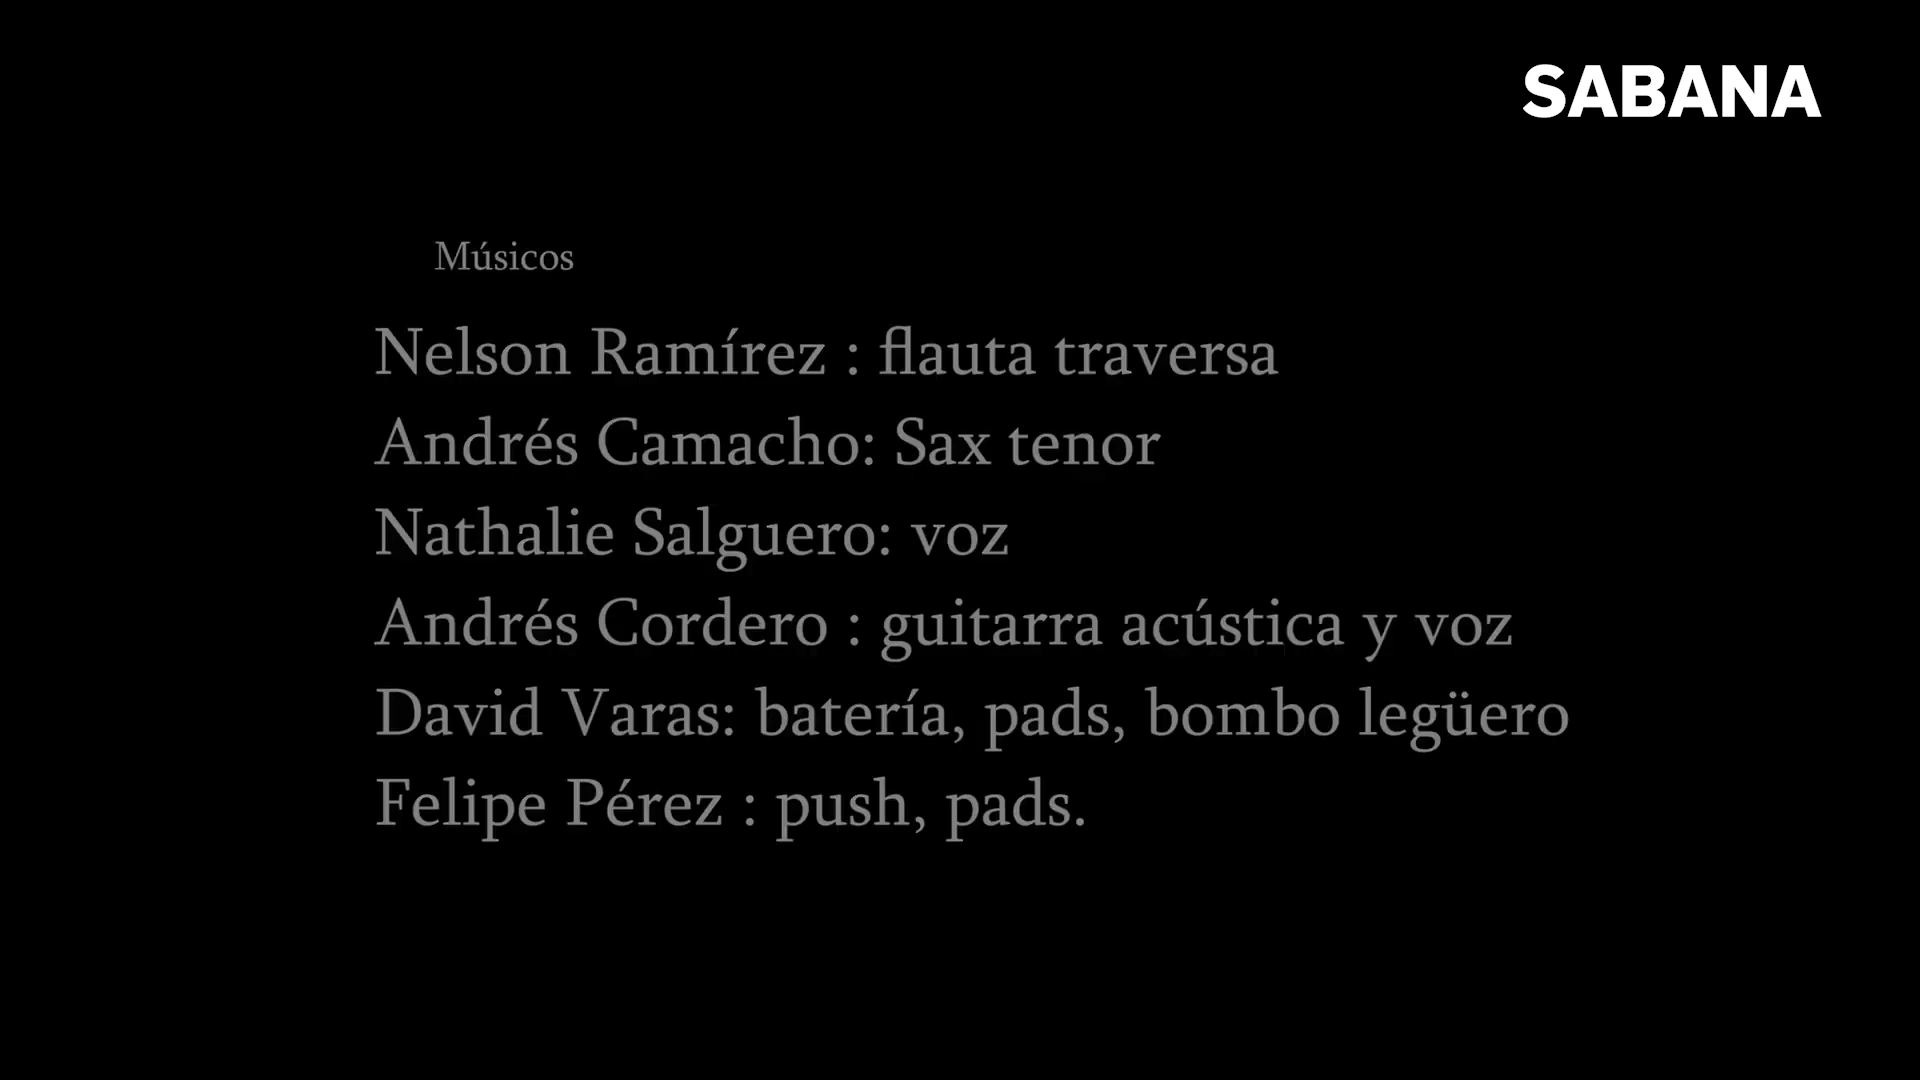 SABANA
Músicos
Nelson Ramírez : flauta traversa
Andrés Camacho: Sax tenor
Nathalie Salguero: voz
Andrés Cordero : guitarra acústica y voz
David Varas: batería, pads, bombo legüero
Felipe Pérez : push, pads.